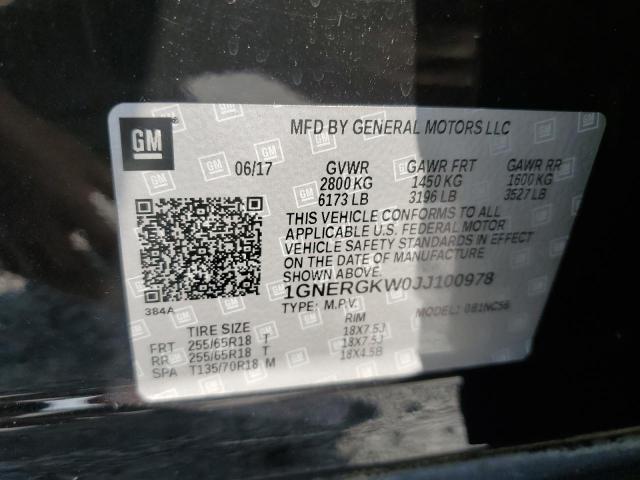 GM
MFD BY GENERAL MOTORS LLC
06/17 GVWR GAWR FRT GAWR RR
2800 KG 1450 KG 1600 KG
6173 LB 3196 LB 3527 LB
THIS VEHICLE CONFORMS TO ALL
APPLICABLE U.S. FEDERAL MOTOR
VEHICLE SAFETY STANDARDS IN EFFECT
ON THE DATE OF MANUFACTURE
SHOWN ABOVE.
1GNERGKW0JJ100978
384A
TYPE: M.P.V. MODEL:
TIRE SIZE RIM
FRT 255/65R18 T 18X7.5J
RR 255/65R18 T 18X7.5J
SPA T135/70R18 M 18X4.5B